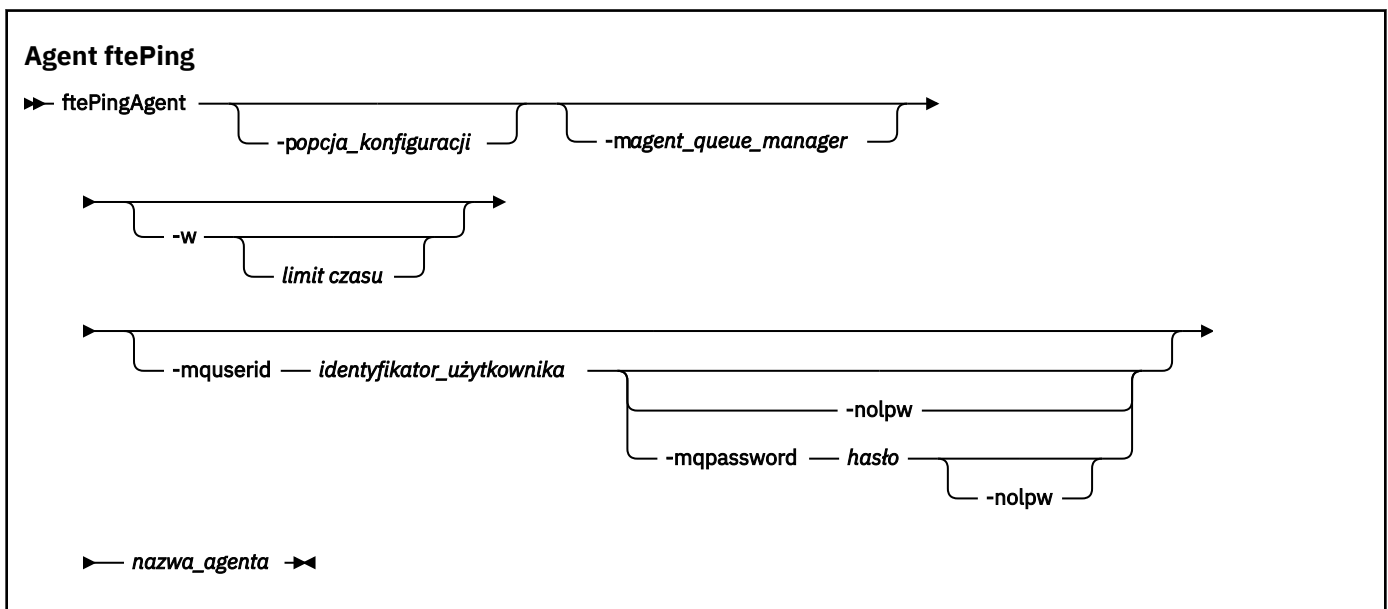 Agent ftePing
ftePingAgent
-popcja_konfiguracji
-magent_queue_manager
-w
limit czasu
-mquserid identyfikator_użytkownika
-nolpw
-mqpassword hasło
-nolpw
nazwa_agenta